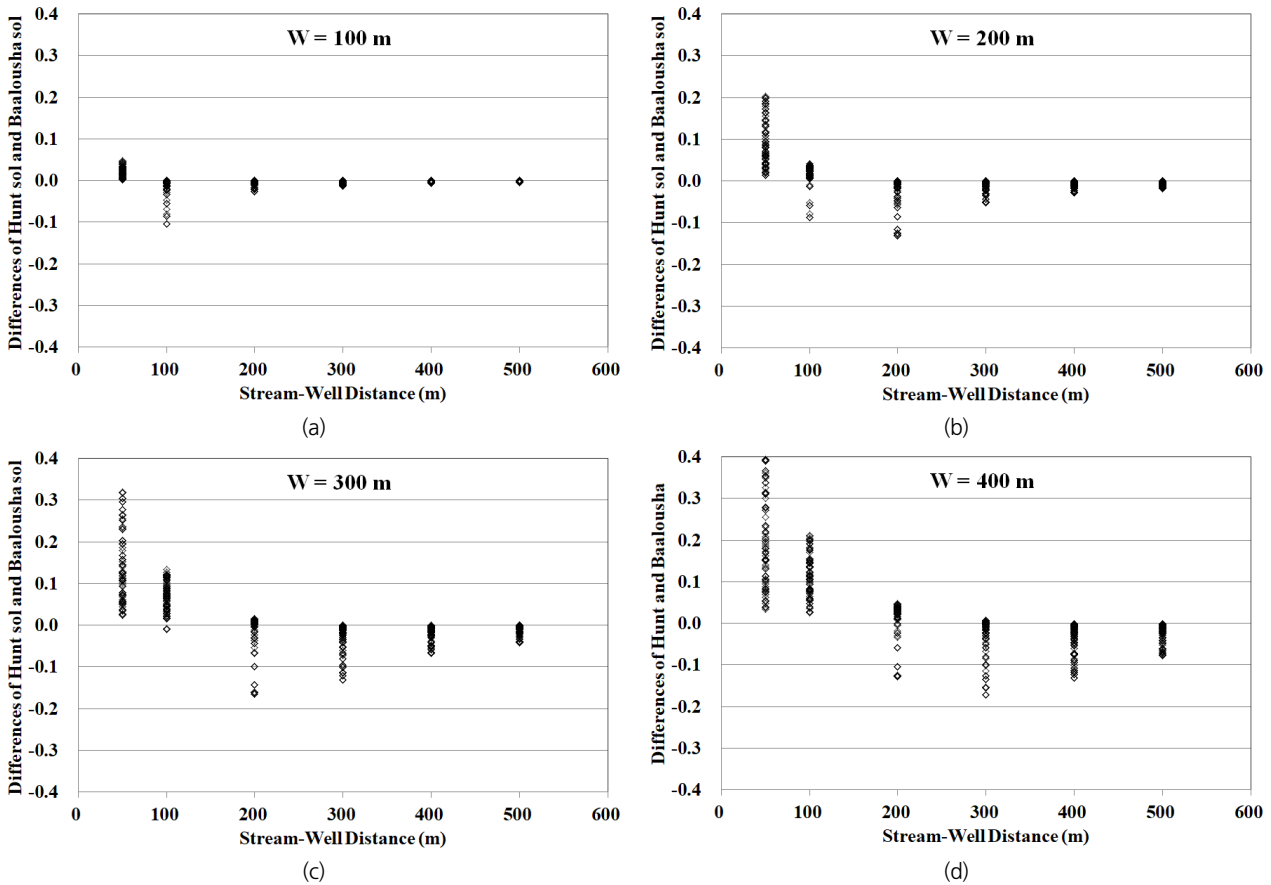 Differences of Hunt sol and Baalousha sol
0.4
0.3
0.2
0.1
0.0
-0.1
-0.2
-0.3
-0.4
W = 100 m
0 100 200 300 400 500 600
Stream-Well Distance (m)
(a)
Differences of Hunt sol and Baalousha sol
0.4
0.3
0.2
0.1
0.0
-0.1
-0.2
-0.3
-0.4
W = 200 m
0 100 200 300 400 500 600
Stream-Well Distance (m)
(b)
Differences of Hunt sol and Baalousha sol
0.4
0.3
0.2
0.1
0.0
-0.1
-0.2
-0.3
-0.4
W = 300 m
0 100 200 300 400 500 600
Stream-Well Distance (m)
(c)
Differences of Hunt and Baalousha
0.4
0.3
0.2
0.1
0.0
-0.1
-0.2
-0.3
-0.4
W = 400 m
0 100 200 300 400 500 600
Stream-Well Distance (m)
(d)